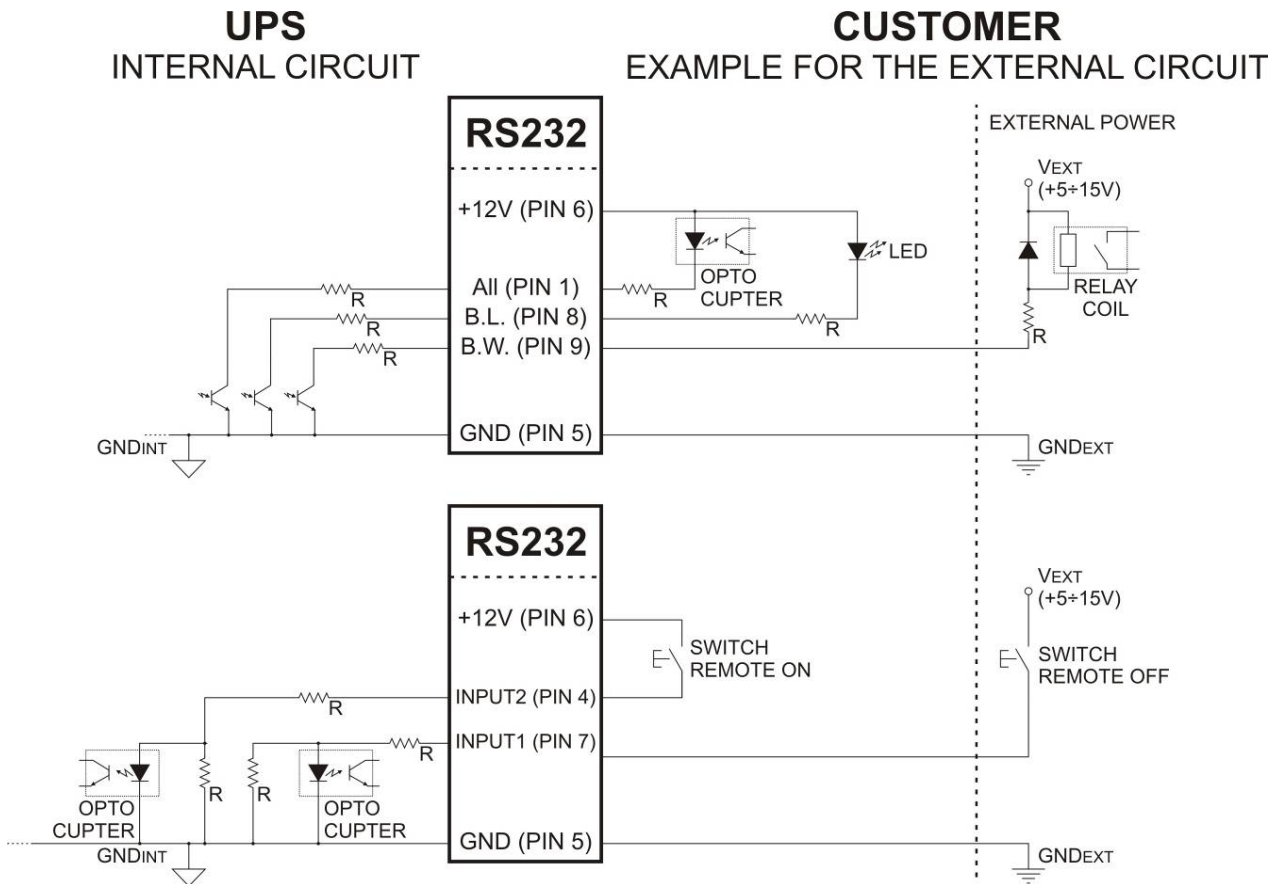 UPS
INTERNAL CIRCUIT
CUSTOMER
EXAMPLE FOR THE EXTERNAL CIRCUIT
RS232
EXTERNAL POWER
VEXT
(+5÷15V)
+12V (PIN 6)
LED
OPTO
CUPTER
RELAY
COIL
All (PIN 1)
R
R
B.L. (PIN 8)
R
R
B.W. (PIN 9)
R
R
GND (PIN 5)
GNDINT
GNDEXT
RS232
VEXT
(+5÷15V)
+12V (PIN 6)
SWITCH
REMOTE ON
SWITCH
REMOTE OFF
INPUT2 (PIN 4)
R
INPUT1 (PIN 7)
R
R
R
OPTO
CUPTER
OPTO
CUPTER
GND (PIN 5)
GNDINT
GNDEXT